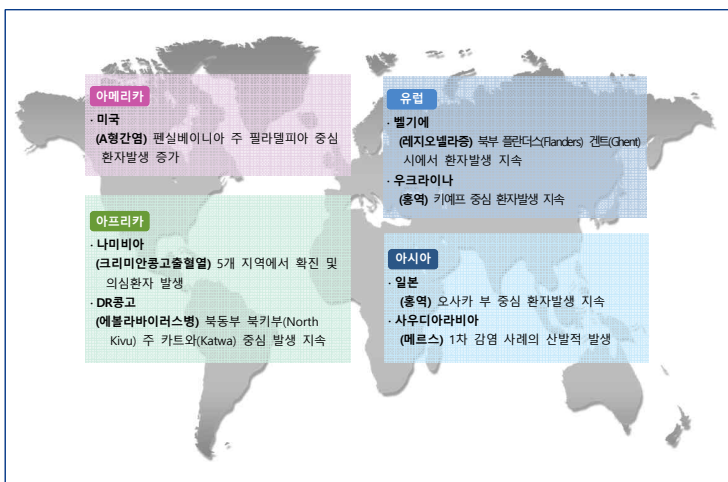 아메리카
· 미국
(A형간염) 펜실베이니아 주 필라델피아 중심
환자발생 증가
유럽
· 벨기에
(레지오넬라증) 북부 플란더스(Flanders) 겐트(Ghent)
시에서 환자발생 지속
· 우크라이나
(홍역) 키예프 중심 환자발생 지속
아프리카
· 나미비아
(크리미안콩고출혈열) 5개 지역에서 확진 및
의심환자 발생
· DR콩고
(에볼라바이러스병) 북동부 북키부(North
Kivu) 주 카트와(Katwa) 중심 발생 지속
아시아
· 일본
(홍역) 오사카 부 중심 환자발생 지속
· 사우디아라비아
(메르스) 1차 감염 사례의 산발적 발생